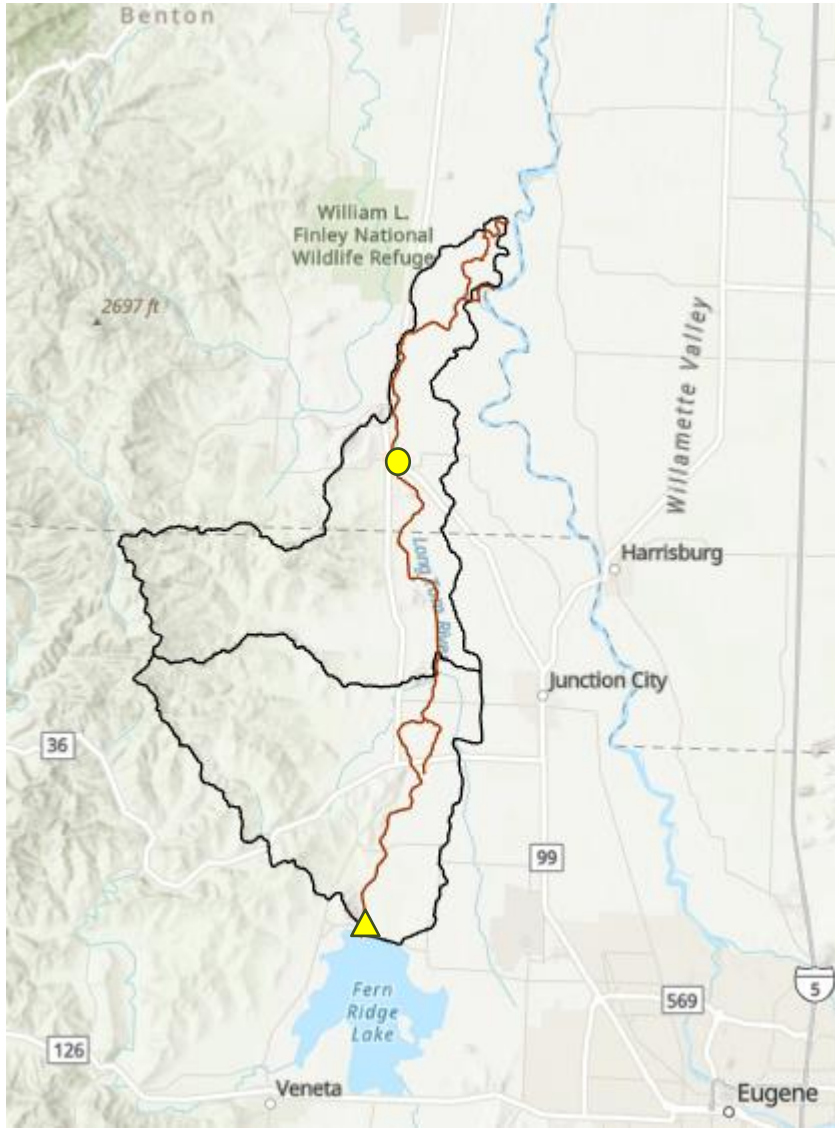 Benton
William L.
Finley National
Wildlife Refuge
2697 ft
Willamette Valley
Harrisburg
Long Tom River
Junction City
36
99
5
569
Fern
Ridge
Lake
126
Veneta
Eugene